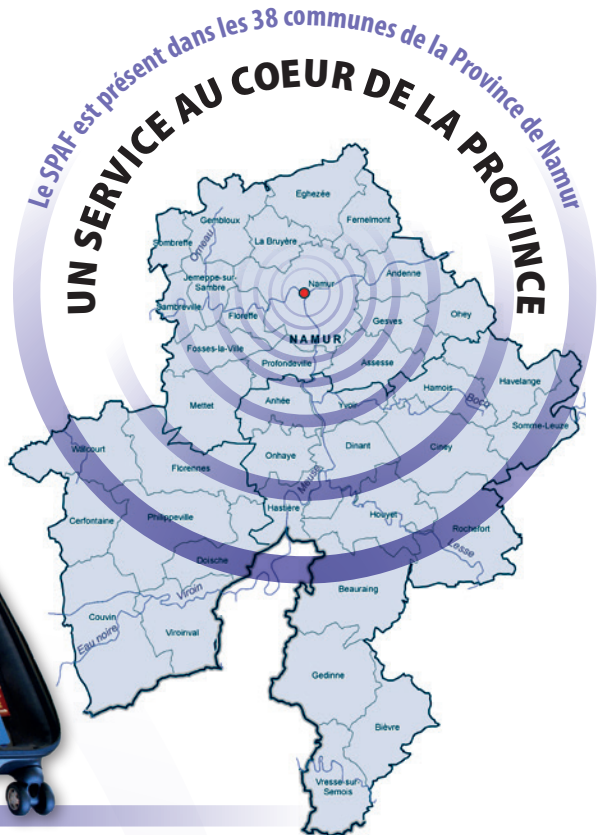 Le SPAF est présent dans les 38 communes de la Province de Namur
UN SERVICE AU COEUR DE LA PROVINCE
Eghezée
Gembloux
Fernelmont
Sombreffe
La Bruyère
Orneau
Jemeppe-sur-
Sambre
Namur
Andenne
Sambreville
Floreffe
Gesves
Ohey
NAMUR
Fosses-la-Ville
Profondeville
Assesse
Hamois
Havelange
Mettet
Anhée
Yvoir
Bocq
Somme-Leuze
Walcourt
Onhaye
Dinant
Ciney
Florennes
Meuse
Hastière
Houyet
Cerfontaine
Philippeville
Rochefort
Lesse
Doische
Viroin
Beauraing
Couvin
Eau noire
Viroinval
Gedinne
Bièvre
Vresse-sur-
Semois